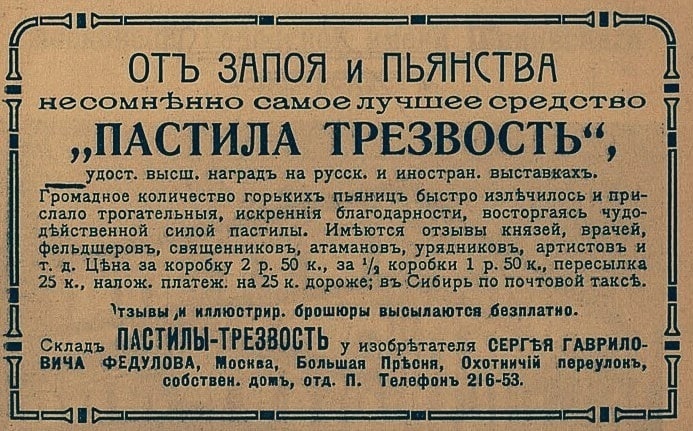 ОТЪ ЗАПОЯ и ПЬЯНСТВА
несомнѣнно самое лучшее средство
„ПАСТИЛА ТРЕЗВОСТЬ“,
удост. высш. наградъ на русск. и иностран. выставкахъ.
Громадное количество горькихъ пьяницъ быстро излѣчилось и при-
слало трогательныя, искреннія благодарности, восторгаясь чудо-
дѣйственной силой пастилы. Имѣются отзывы князей, врачей,
фельдшеровъ, священниковъ, атамановъ, урядниковъ, артистовъ и
т. д. Цѣна за коробку 2 р. 50 к., за ½ коробки 1 р. 50 к., пересылка
25 к., налож. платеж. на 25 к. дороже; въ Сибирь по почтовой таксѣ.
Отзывы и иллюстрир. брошюры высылаются безплатно.
Складъ ПАСТИЛЫ-ТРЕЗВОСТЬ у изобрѣтателя СЕРГѢЯ ГАВРИЛО-
ВИЧА ФЕДУЛОВА, Москва, Большая Прѣсня, Охотничій переулокъ,
собствен. домъ, отд. П. Телефонъ 216-53.